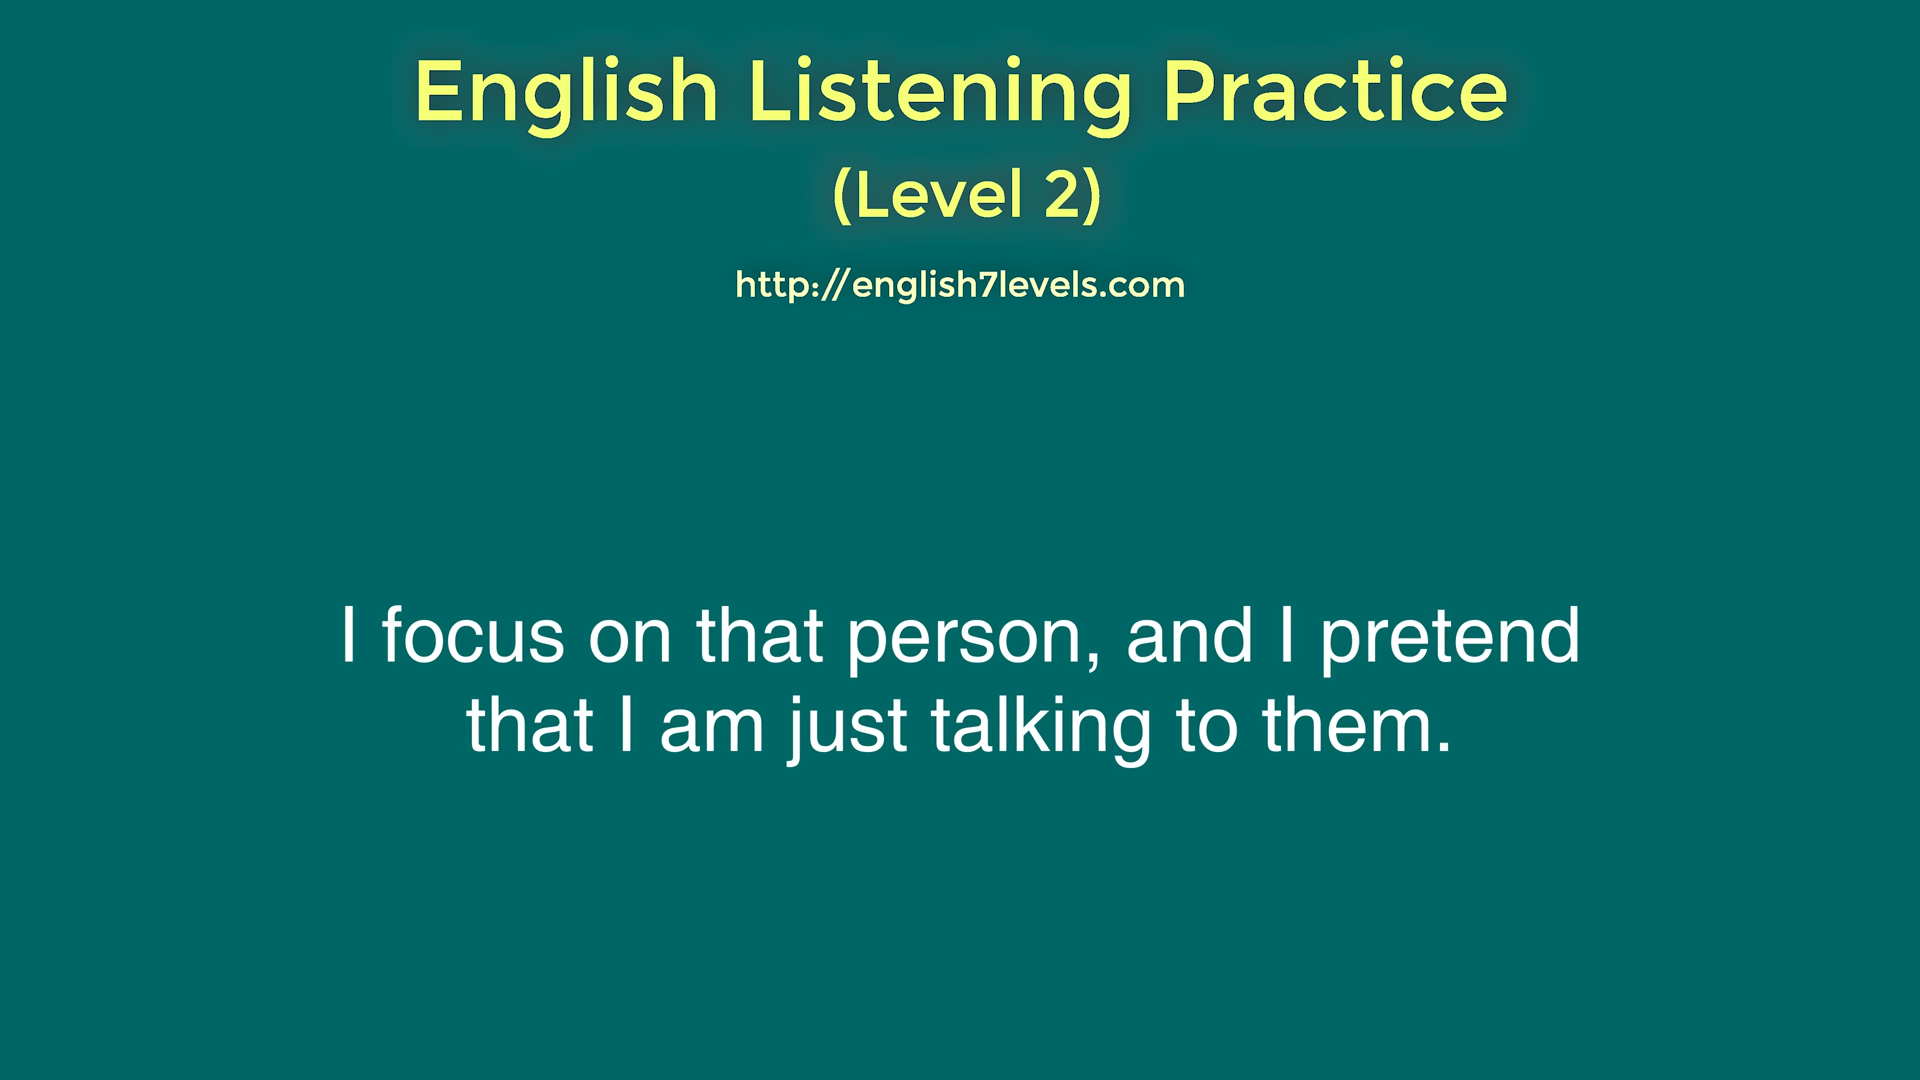 English Listening Practice
(Level 2)
http://english7levels.com
I focus on that person, and I pretend
that I am just talking to them.